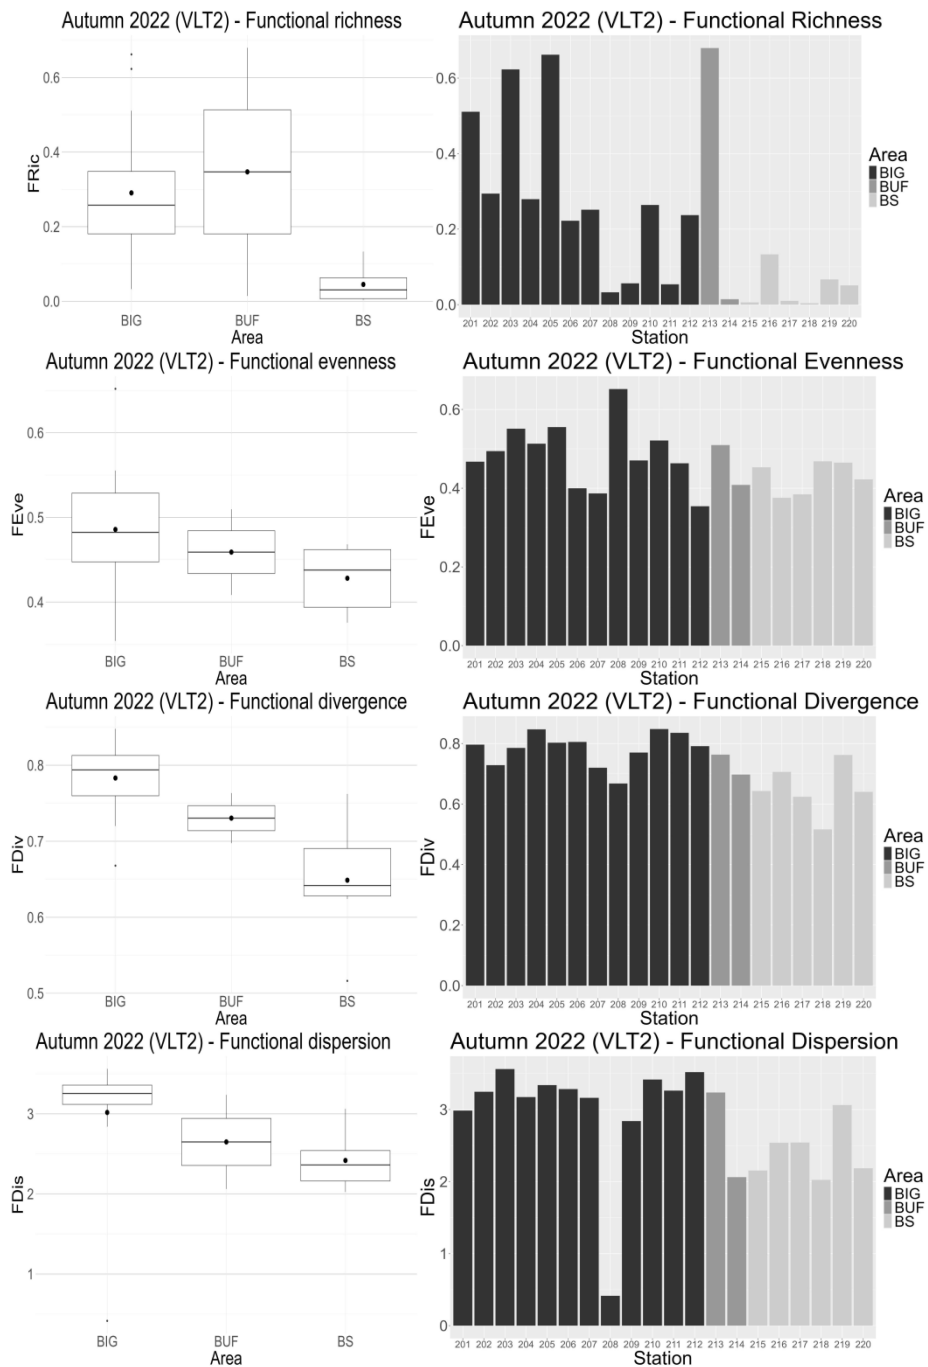 Autumn 2022 (VLT2) - Functional richness
FRic
0.6
0.4
0.2
0.0
BIG BUF BS
Area
Autumn 2022 (VLT2) - Functional Richness
0.6
0.4
0.2
0.0
201 202 203 204 205 206 207 208 209 210 211 212 213 214 215 216 217 218 219 220
Station
Area
BIG
BUF
BS
Autumn 2022 (VLT2) - Functional evenness
FEve
0.6
0.5
0.4
BIG BUF BS
Area
Autumn 2022 (VLT2) - Functional Evenness
FEve
0.6
0.4
0.2
0.0
201 202 203 204 205 206 207 208 209 210 211 212 213 214 215 216 217 218 219 220
Station
Area
BIG
BUF
BS
Autumn 2022 (VLT2) - Functional divergence
FDiv
0.8
0.7
0.6
0.5
BIG BUF BS
Area
Autumn 2022 (VLT2) - Functional Divergence
FDiv
0.8
0.6
0.4
0.2
0.0
201 202 203 204 205 206 207 208 209 210 211 212 213 214 215 216 217 218 219 220
Station
Area
BIG
BUF
BS
Autumn 2022 (VLT2) - Functional dispersion
FDis
3
2
1
BIG BUF BS
Area
Autumn 2022 (VLT2) - Functional Dispersion
FDis
3
2
1
0
201 202 203 204 205 206 207 208 209 210 211 212 213 214 215 216 217 218 219 220
Station
Area
BIG
BUF
BS